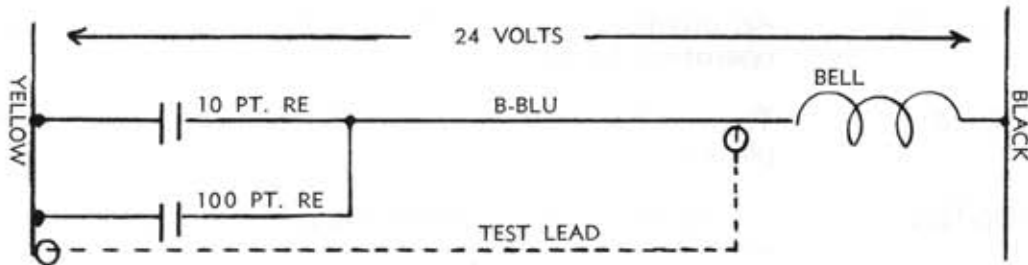 24 VOLTS
YELLOW
10 PT. RE
B-BLU
BELL
BLACK
100 PT. RE
TEST LEAD